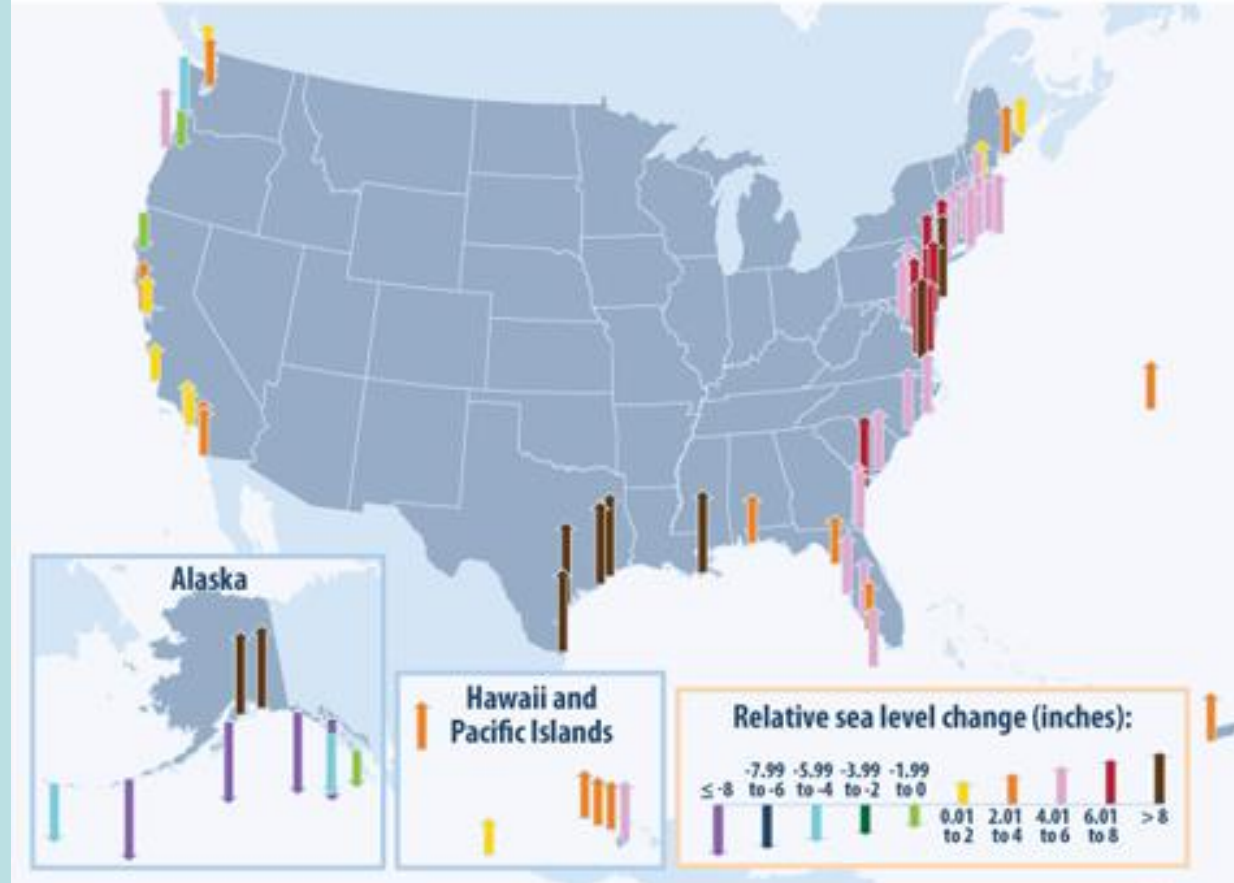 Alaska
Hawaii and
Pacific Islands
Relative sea level change (inches):
-7.99 -5.99 -3.99 -1.99
≤ -8 to -6 to -4 to -2 to 0
0.01 2.01 4.01 6.01 > 8
to 2 to 4 to 6 to 8